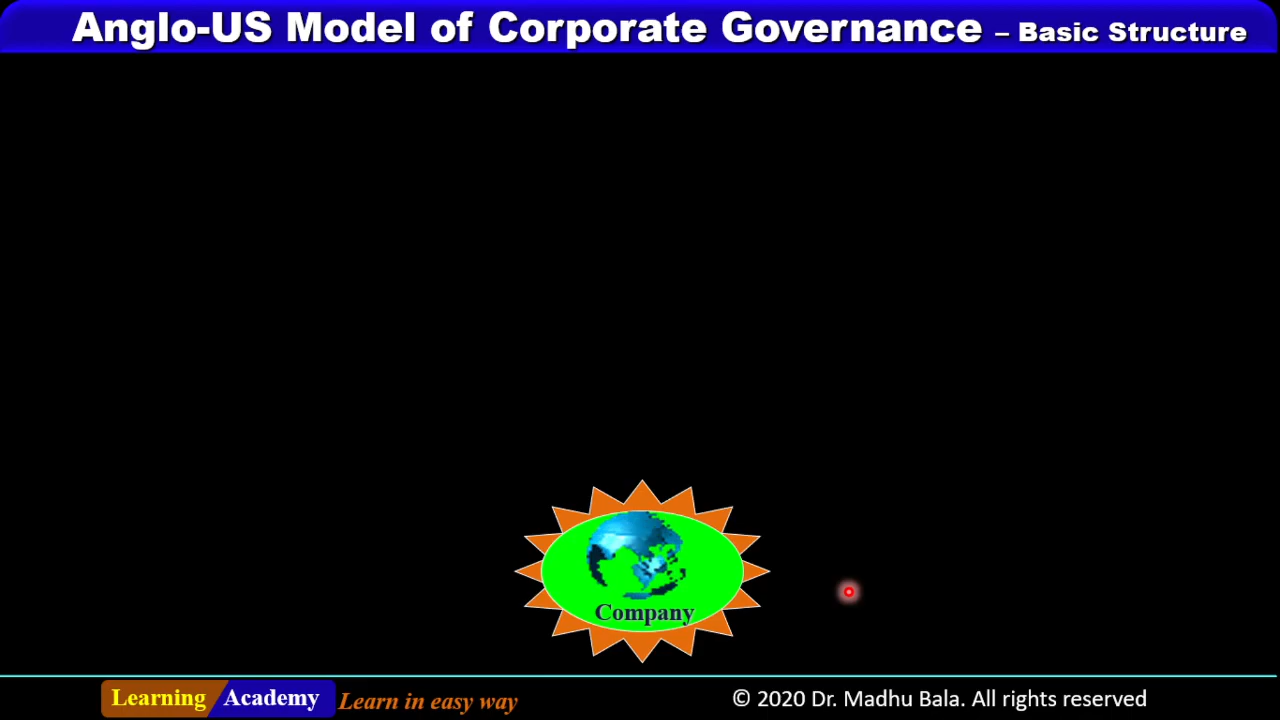 Anglo-US Model of Corporate Governance – Basic Structure
Company
Learning Academy Learn in easy way
© 2020 Dr. Madhu Bala. All rights reserved